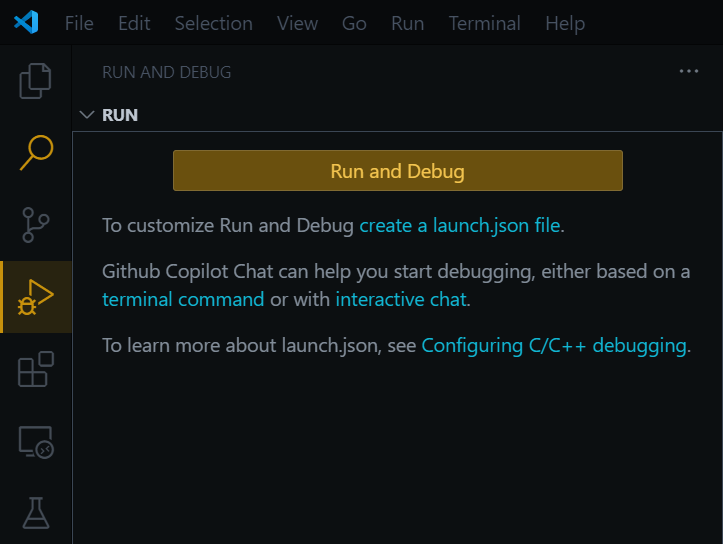 File Edit Selection View Go Run Terminal Help
RUN AND DEBUG
RUN
Run and Debug
To customize Run and Debug create a launch.json file.
Github Copilot Chat can help you start debugging, either based on a
terminal command or with interactive chat.
To learn more about launch.json, see Configuring C/C++ debugging.